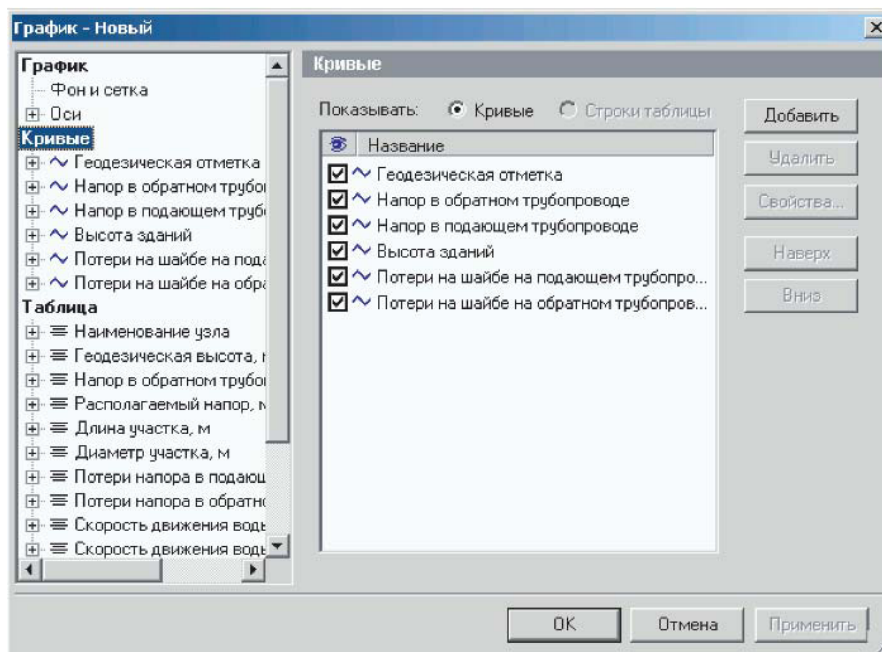 График - Новый
График
Фон и сетка
Оси
Кривые
Геодезическая отметка
Напор в обратном трубо
Напор в подающем труб
Высота зданий
Потери на шайбе на под
Потери на шайбе на обр
Таблица
Наименование узла
Геодезическая высота,
Напор в обратном трубо
Располагаемый напор,
Длина участка, м
Диаметр участка, м
Потери напора в подающ
Потери напора в обратн
Скорость движения вод
Скорость движения вод
Кривые
Показывать: Кривые Строки таблицы
Название
Геодезическая отметка
Напор в обратном трубопроводе
Напор в подающем трубопроводе
Высота зданий
Потери на шайбе на подающем трубопро...
Потери на шайбе на обратном трубопров...
Добавить
Удалить
Свойства...
Наверх
Вниз
OK
Отмена
Применить